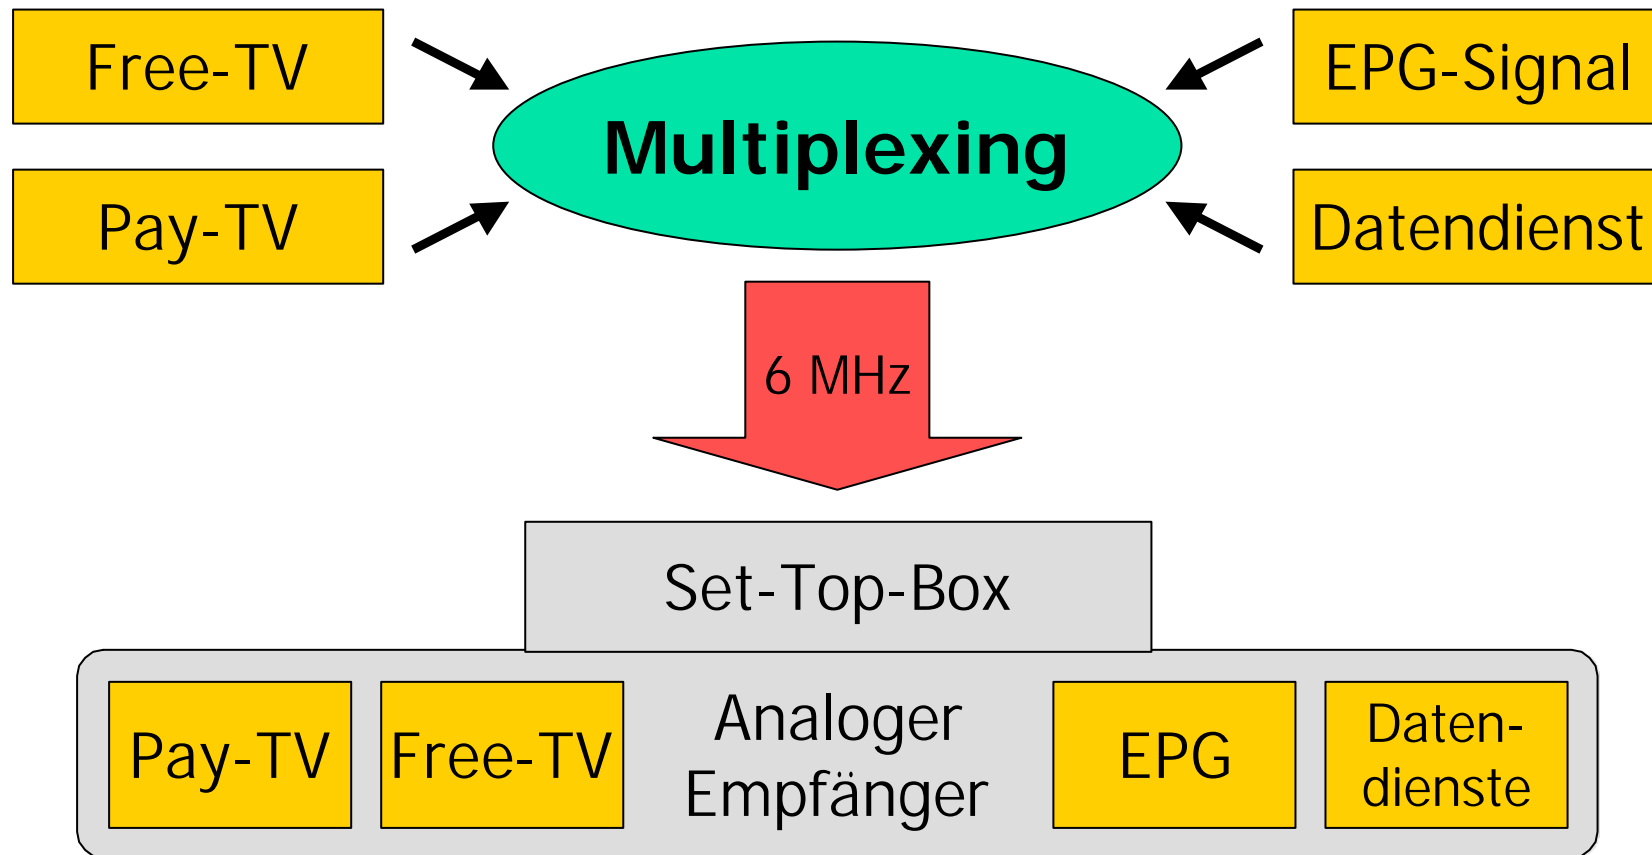 Free-TV
EPG-Signal
Multiplexing
Pay-TV
Datendienst
6 MHz
Set-Top-Box
Pay-TV
Free-TV
Analoger
Empfänger
EPG
Daten-
dienste